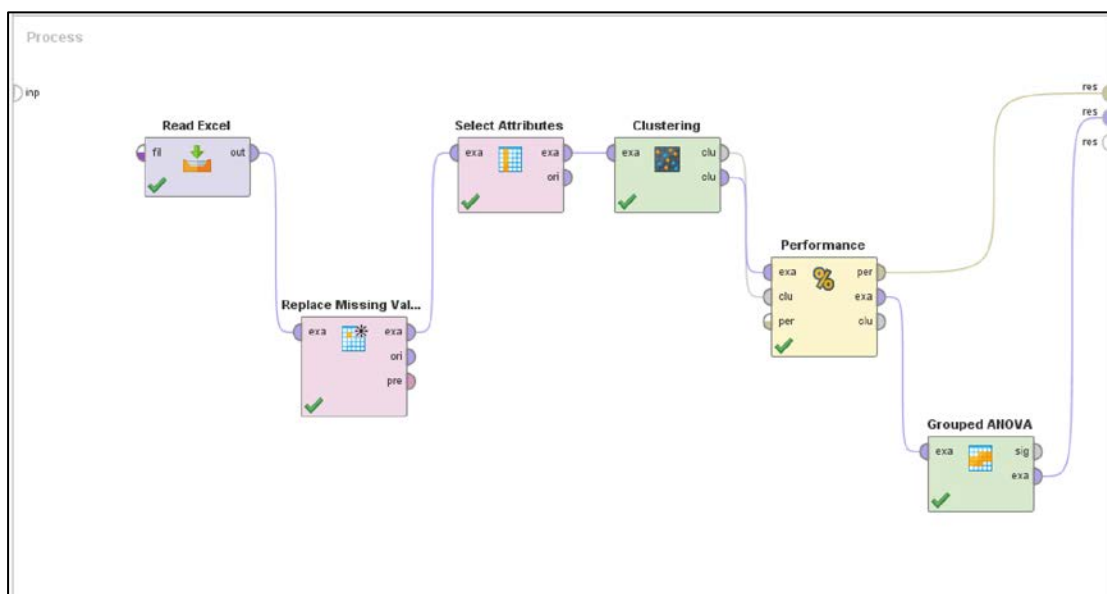 Process
inp
res
res
res
Read Excel
fil
out
Select Attributes
exa
exa
ori
Clustering
exa
clu
clu
Performance
exa
per
clu
exa
per
clu
Replace Missing Val...
exa
exa
ori
pre
Grouped ANOVA
exa
sig
exa
%